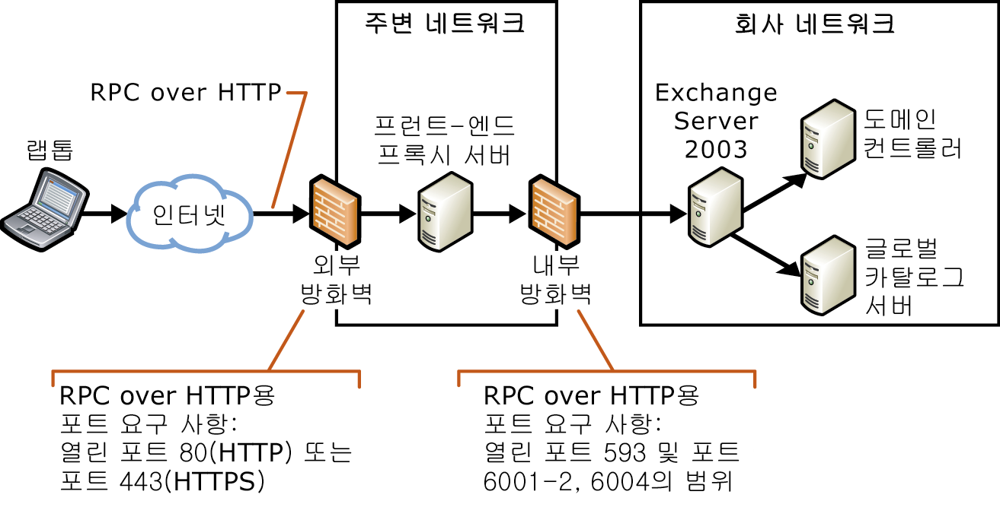 주변 네트워크
회사 네트워크
RPC over HTTP
Exchange
Server
2003
도메인
컨트롤러
프런트-엔드
프록시 서버
랩톱
인터넷
외부
방화벽
내부
방화벽
글로벌
카탈로그
서버
RPC over HTTP용
포트 요구 사항:
열린 포트 80(HTTP) 또는
포트 443(HTTPS)
RPC over HTTP용
포트 요구 사항:
열린 포트 593 및 포트
6001-2, 6004의 범위